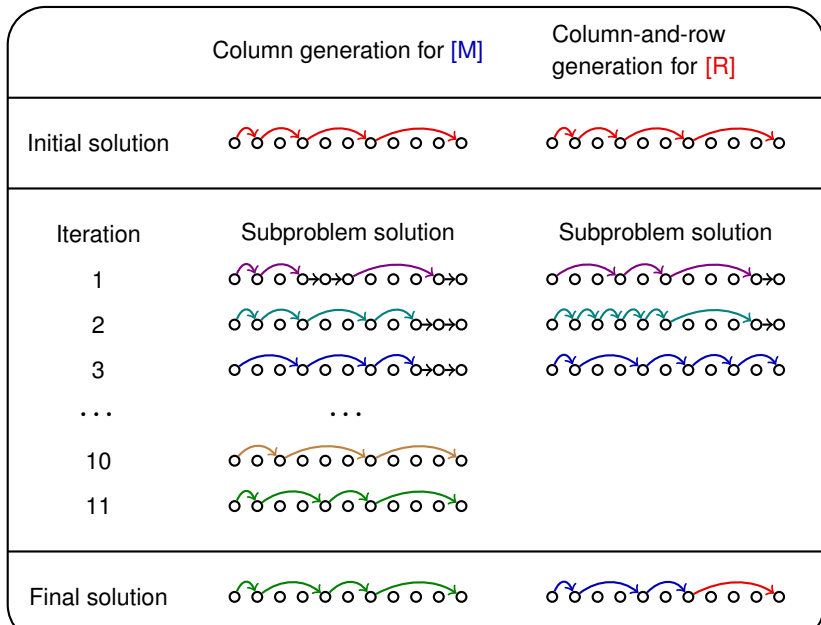 Column generation for [M]
Column-and-row
generation for [R]
Initial solution
Iteration
Subproblem solution
Subproblem solution
1
2
3
...
...
10
11
Final solution